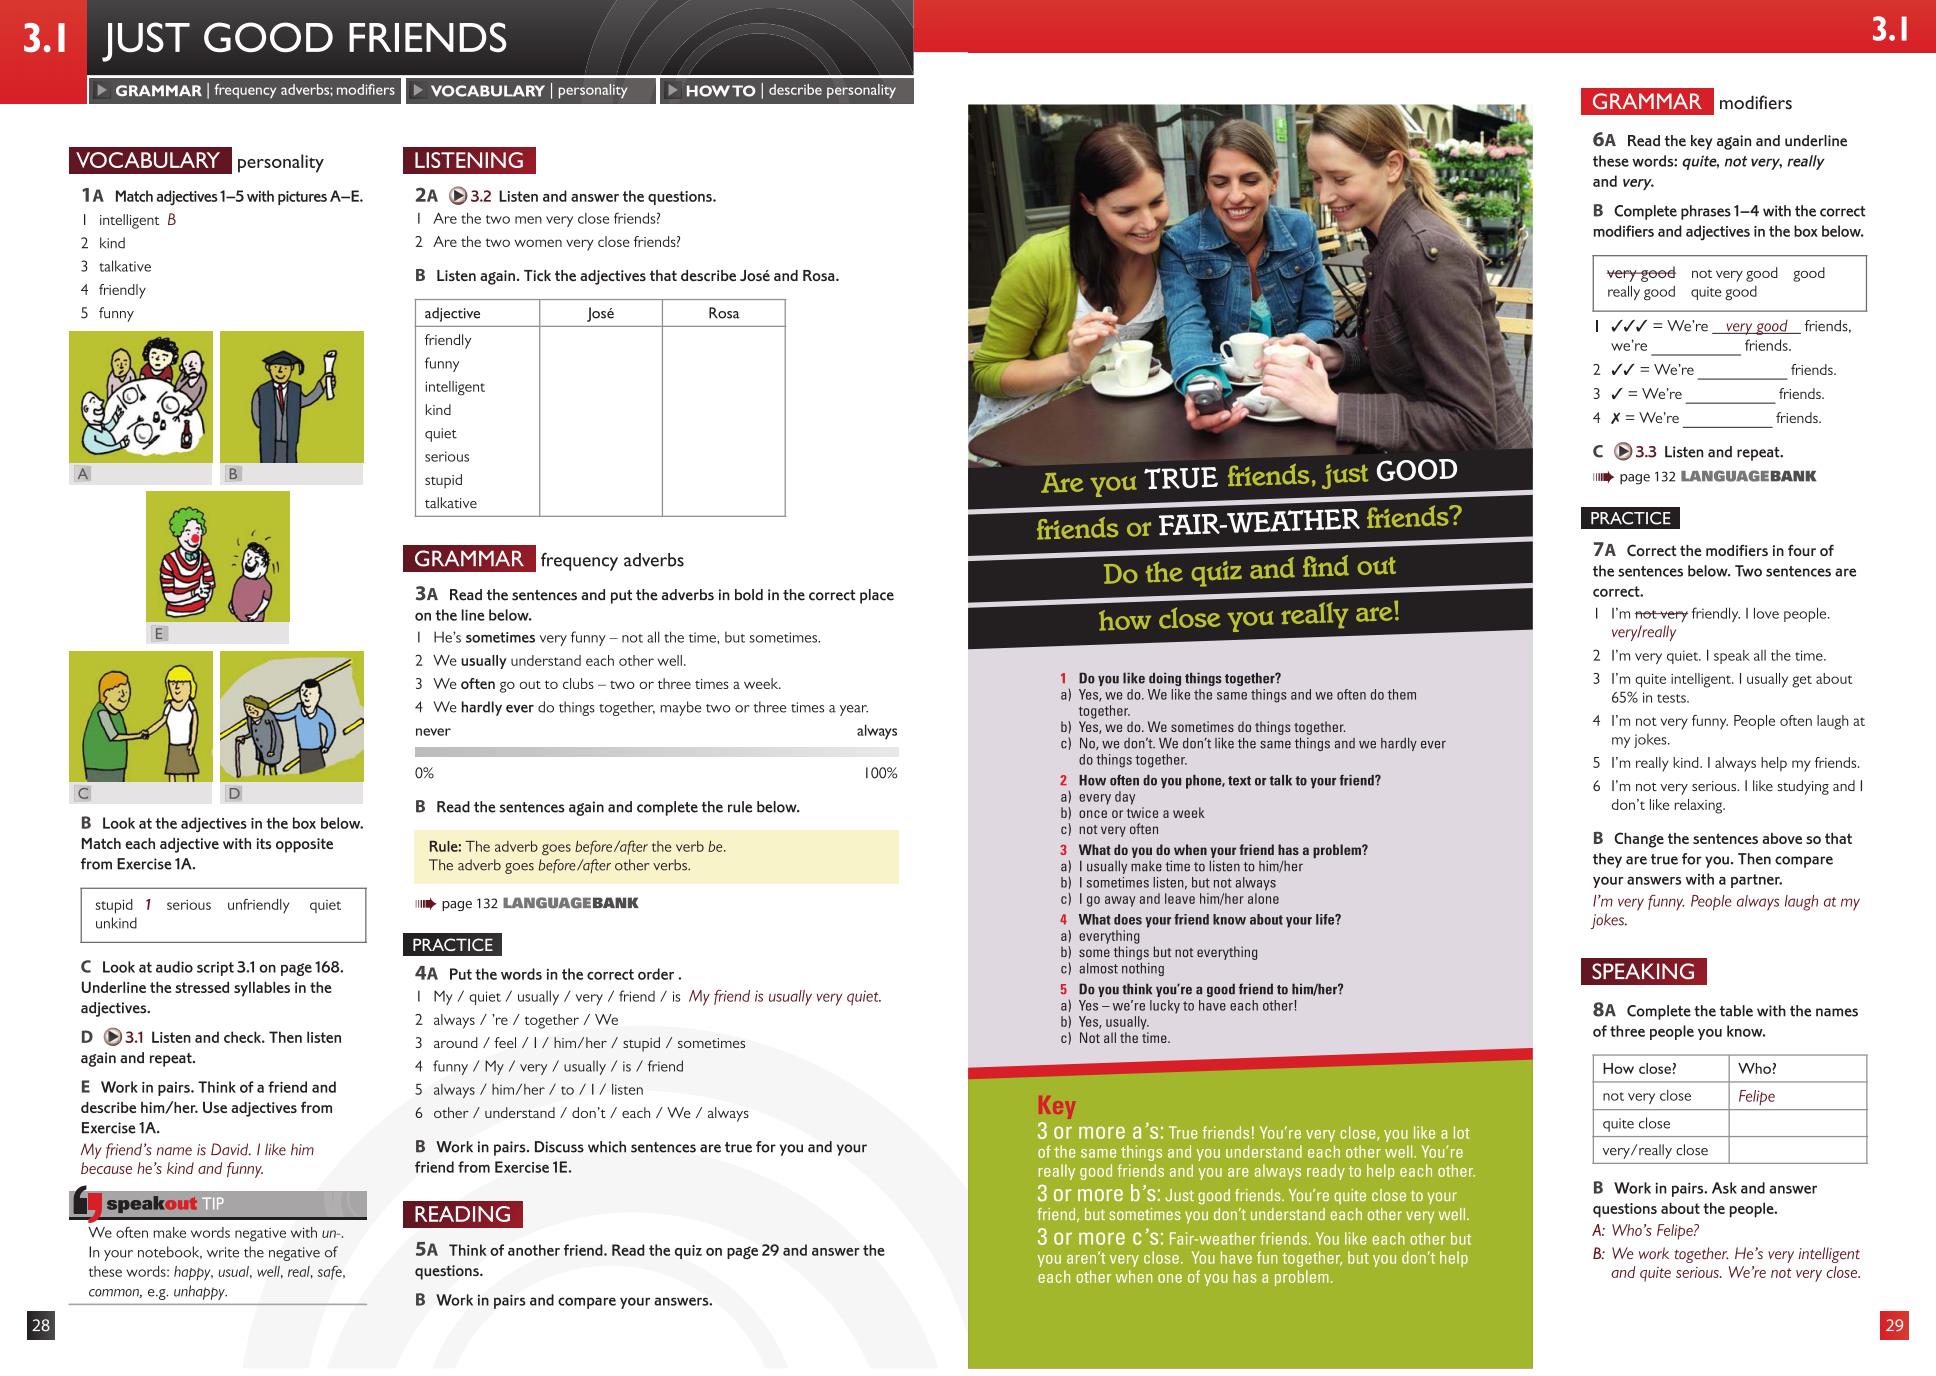 3.1 JUST GOOD FRIENDS
GRAMMAR | frequency adverbs; modifiers
VOCABULARY | personality
HOW TO | describe personality
VOCABULARY personality
1A Match adjectives 1–5 with pictures A–E.
1 intelligent B
2 kind
3 talkative
4 friendly
5 funny
A
B
E
C
D
B Look at the adjectives in the box below.
Match each adjective with its opposite
from Exercise 1A.
stupid 1 serious unfriendly quiet
unkind
C Look at audio script 3.1 on page 168.
Underline the stressed syllables in the
adjectives.
D 3.1 Listen and check. Then listen
again and repeat.
E Work in pairs. Think of a friend and
describe him/her. Use adjectives from
Exercise 1A.
My friend's name is David. I like him
because he's kind and funny.
speakout TIP
We often make words negative with un-.
In your notebook, write the negative of
these words: happy, usual, well, real, safe,
common, e.g. unhappy.
28
LISTENING
2A 3.2 Listen and answer the questions.
1 Are the two men very close friends?
2 Are the two women very close friends?
B Listen again. Tick the adjectives that describe José and Rosa.
adjective José Rosa
friendly
funny
intelligent
kind
quiet
serious
stupid
talkative
GRAMMAR frequency adverbs
3A Read the sentences and put the adverbs in bold in the correct place
on the line below.
1 He's sometimes very funny – not all the time, but sometimes.
2 We usually understand each other well.
3 We often go out to clubs – two or three times a week.
4 We hardly ever do things together, maybe two or three times a year.
never always
0% 100%
B Read the sentences again and complete the rule below.
Rule: The adverb goes before/after the verb be.
The adverb goes before/after other verbs.
page 132 LANGUAGEBANK
PRACTICE
4A Put the words in the correct order .
1 My / quiet / usually / very / friend / is My friend is usually very quiet.
2 always / 're / together / We
3 around / feel / I / him/her / stupid / sometimes
4 funny / My / very / usually / is / friend
5 always / him/her / to / I / listen
6 other / understand / don't / each / We / always
B Work in pairs. Discuss which sentences are true for you and your
friend from Exercise 1E.
READING
5A Think of another friend. Read the quiz on page 29 and answer the
questions.
B Work in pairs and compare your answers.
3.1
Are you TRUE friends, just GOOD
friends or FAIR-WEATHER friends?
Do the quiz and find out
how close you really are!
1 Do you like doing things together?
a) Yes, we do. We like the same things and we often do them
together.
b) Yes, we do. We sometimes do things together.
c) No, we don't. We don't like the same things and we hardly ever
do things together.
2 How often do you phone, text or talk to your friend?
a) every day
b) once or twice a week
c) not very often
3 What do you do when your friend has a problem?
a) I usually make time to listen to him/her
b) I sometimes listen, but not always
c) I go away and leave him/her alone
4 What does your friend know about your life?
a) everything
b) some things but not everything
c) almost nothing
5 Do you think you're a good friend to him/her?
a) Yes – we're lucky to have each other!
b) Yes, usually.
c) Not all the time.
Key
3 or more a's: True friends! You're very close, you like a lot
of the same things and you understand each other well. You're
really good friends and you are always ready to help each other.
3 or more b's: Just good friends. You're quite close to your
friend, but sometimes you don't understand each other very well.
3 or more c's: Fair-weather friends. You like each other but
you aren't very close. You have fun together, but you don't help
each other when one of you has a problem.
GRAMMAR modifiers
6A Read the key again and underline
these words: quite, not very, really
and very.
B Complete phrases 1–4 with the correct
modifiers and adjectives in the box below.
very good not very good good
really good quite good
1 ✓✓✓ = We're very good friends,
we're ____________ friends.
2 ✓✓ = We're ____________ friends.
3 ✓ = We're ____________ friends.
4 ✗ = We're ____________ friends.
C 3.3 Listen and repeat.
page 132 LANGUAGEBANK
PRACTICE
7A Correct the modifiers in four of
the sentences below. Two sentences are
correct.
1 I'm not very friendly. I love people.
very/really
2 I'm very quiet. I speak all the time.
3 I'm quite intelligent. I usually get about
65% in tests.
4 I'm not very funny. People often laugh at
my jokes.
5 I'm really kind. I always help my friends.
6 I'm not very serious. I like studying and I
don't like relaxing.
B Change the sentences above so that
they are true for you. Then compare
your answers with a partner.
I'm very funny. People always laugh at my
jokes.
SPEAKING
8A Complete the table with the names
of three people you know.
How close? Who?
not very close Felipe
quite close
very/really close
B Work in pairs. Ask and answer
questions about the people.
A: Who's Felipe?
B: We work together. He's very intelligent
and quite serious. We're not very close.
29